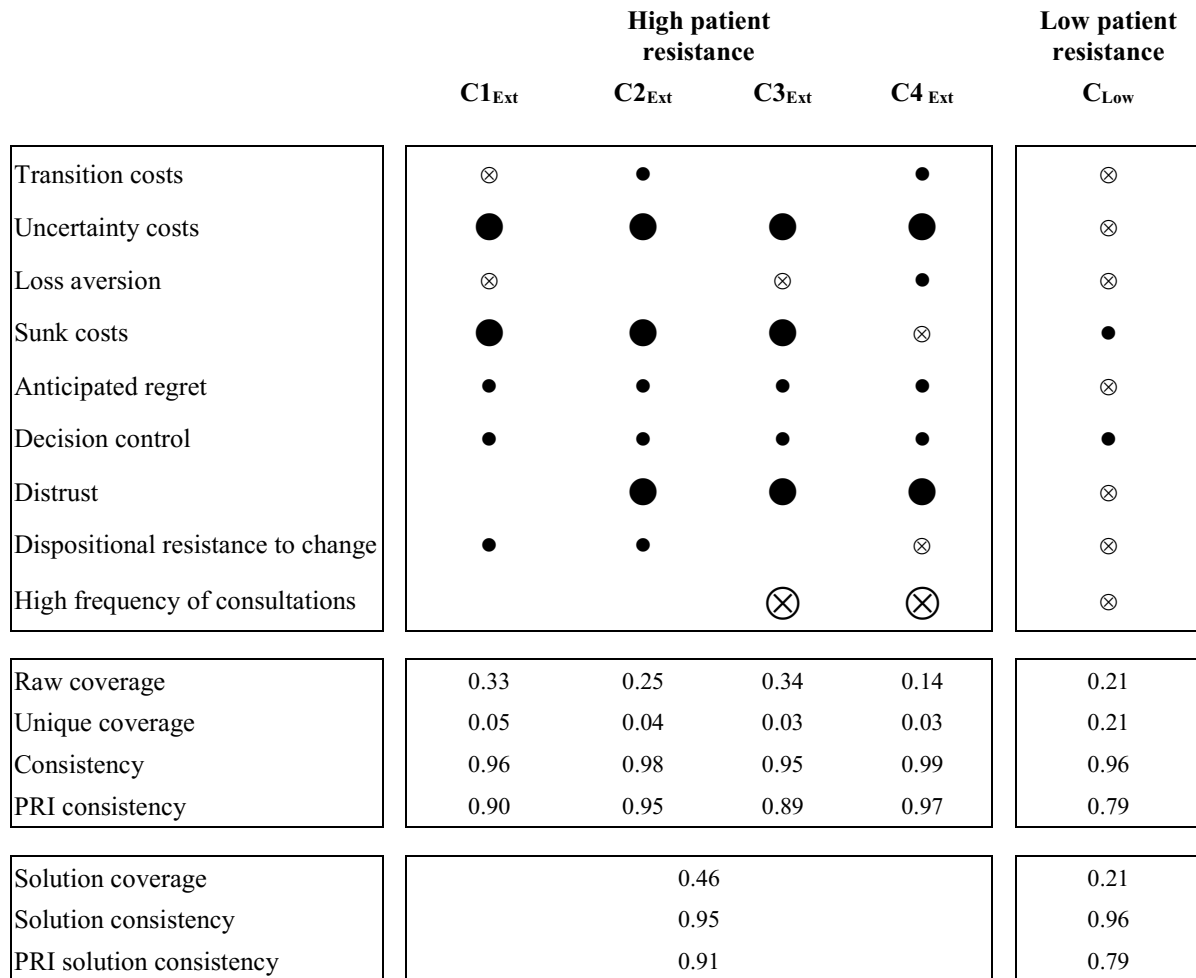 High patient resistance Low patient resistance
C1Ext C2Ext C3Ext C4 Ext CLow
Transition costs ⊗ ● ● ⊗
Uncertainty costs ● ● ● ● ⊗
Loss aversion ⊗ ⊗ ● ⊗
Sunk costs ● ● ● ⊗ ●
Anticipated regret ● ● ● ● ⊗
Decision control ● ● ● ● ●
Distrust ● ● ● ⊗
Dispositional resistance to change ● ● ⊗ ⊗
High frequency of consultations ⊗ ⊗ ⊗
Raw coverage 0.33 0.25 0.34 0.14 0.21
Unique coverage 0.05 0.04 0.03 0.03 0.21
Consistency 0.96 0.98 0.95 0.99 0.96
PRI consistency 0.90 0.95 0.89 0.97 0.79
Solution coverage 0.46 0.21
Solution consistency 0.95 0.96
PRI solution consistency 0.91 0.79